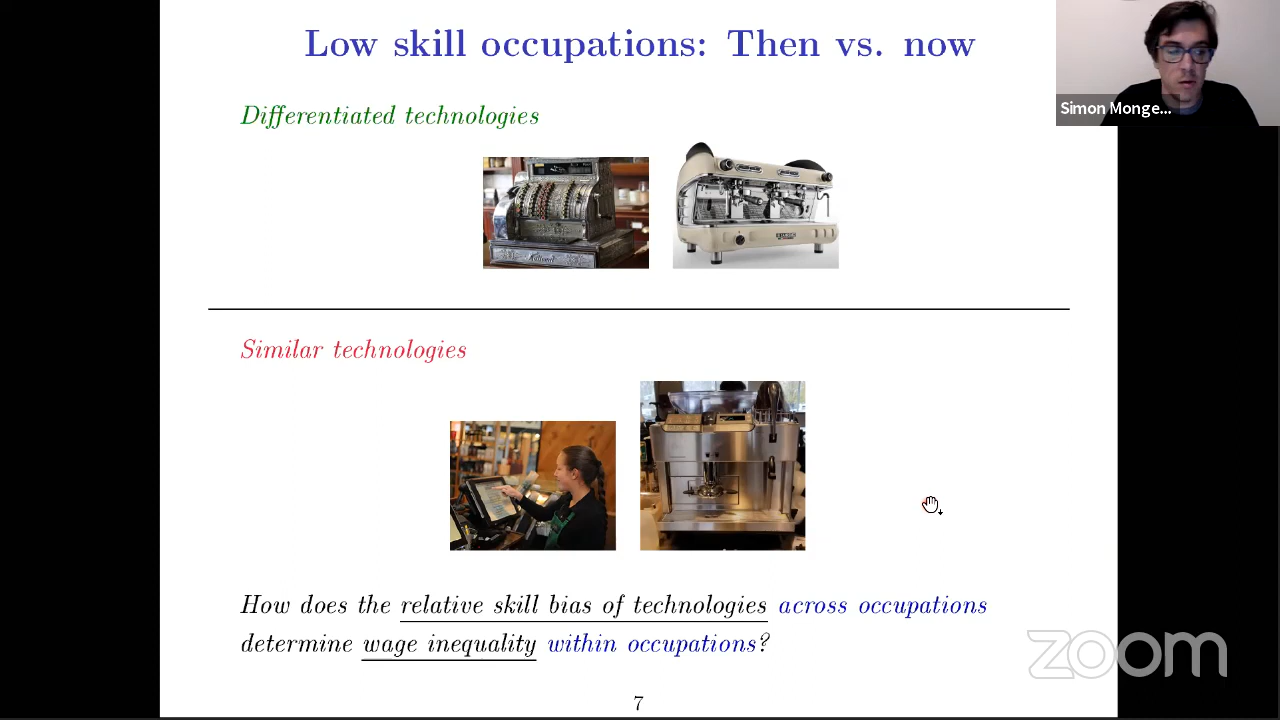 Low skill occupations: Then vs. now
Simon Monge...
Differentiated technologies
National
Similar technologies
How does the relative skill bias of technologies across occupations
determine wage inequality within occupations?
zoom
7